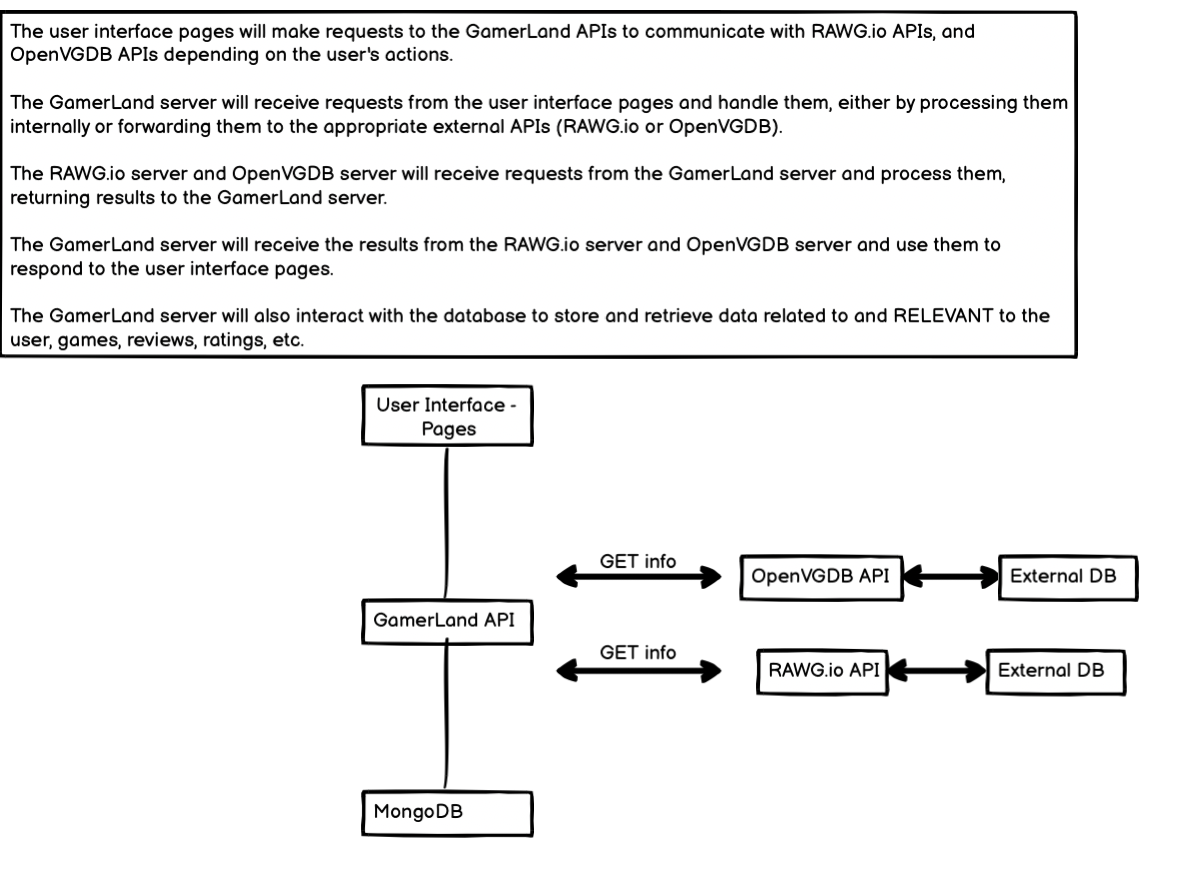 The user interface pages will make requests to the GamerLand APIs to communicate with RAWG.io APIs, and
OpenVGDB APIs depending on the user's actions.
The GamerLand server will receive requests from the user interface pages and handle them, either by processing them
internally or forwarding them to the appropriate external APIs (RAWG.io or OpenVGDB).
The RAWG.io server and OpenVGDB server will receive requests from the GamerLand server and process them,
returning results to the GamerLand server.
The GamerLand server will receive the results from the RAWG.io server and OpenVGDB server and use them to
respond to the user interface pages.
The GamerLand server will also interact with the database to store and retrieve data related to and RELEVANT to the
user, games, reviews, ratings, etc.
User Interface -
Pages
GET info
OpenVGDB API
External DB
GamerLand API
GET info
RAWG.io API
External DB
MongoDB